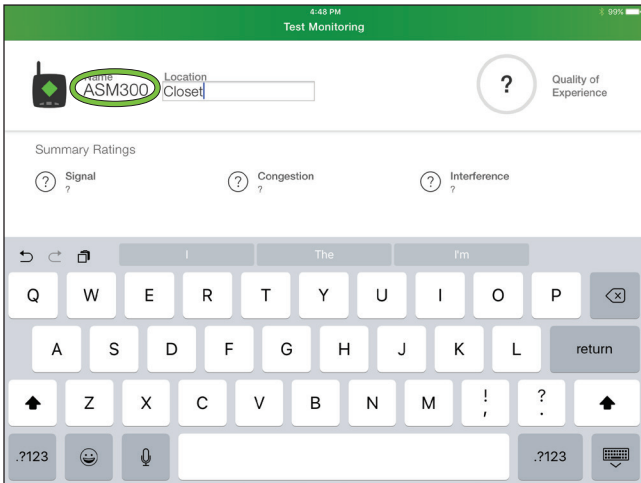 4:48 PM
99%
Test Monitoring
Name Location
ASM300 Closet
? Quality of
Experience
Summary Ratings
? Signal ? Congestion ? Interference
? ? ?
I The I'm
Q W E R T Y U I O P
A S D F G H J K L return
Z X C V B N M ! , ? .
.?123 .?123